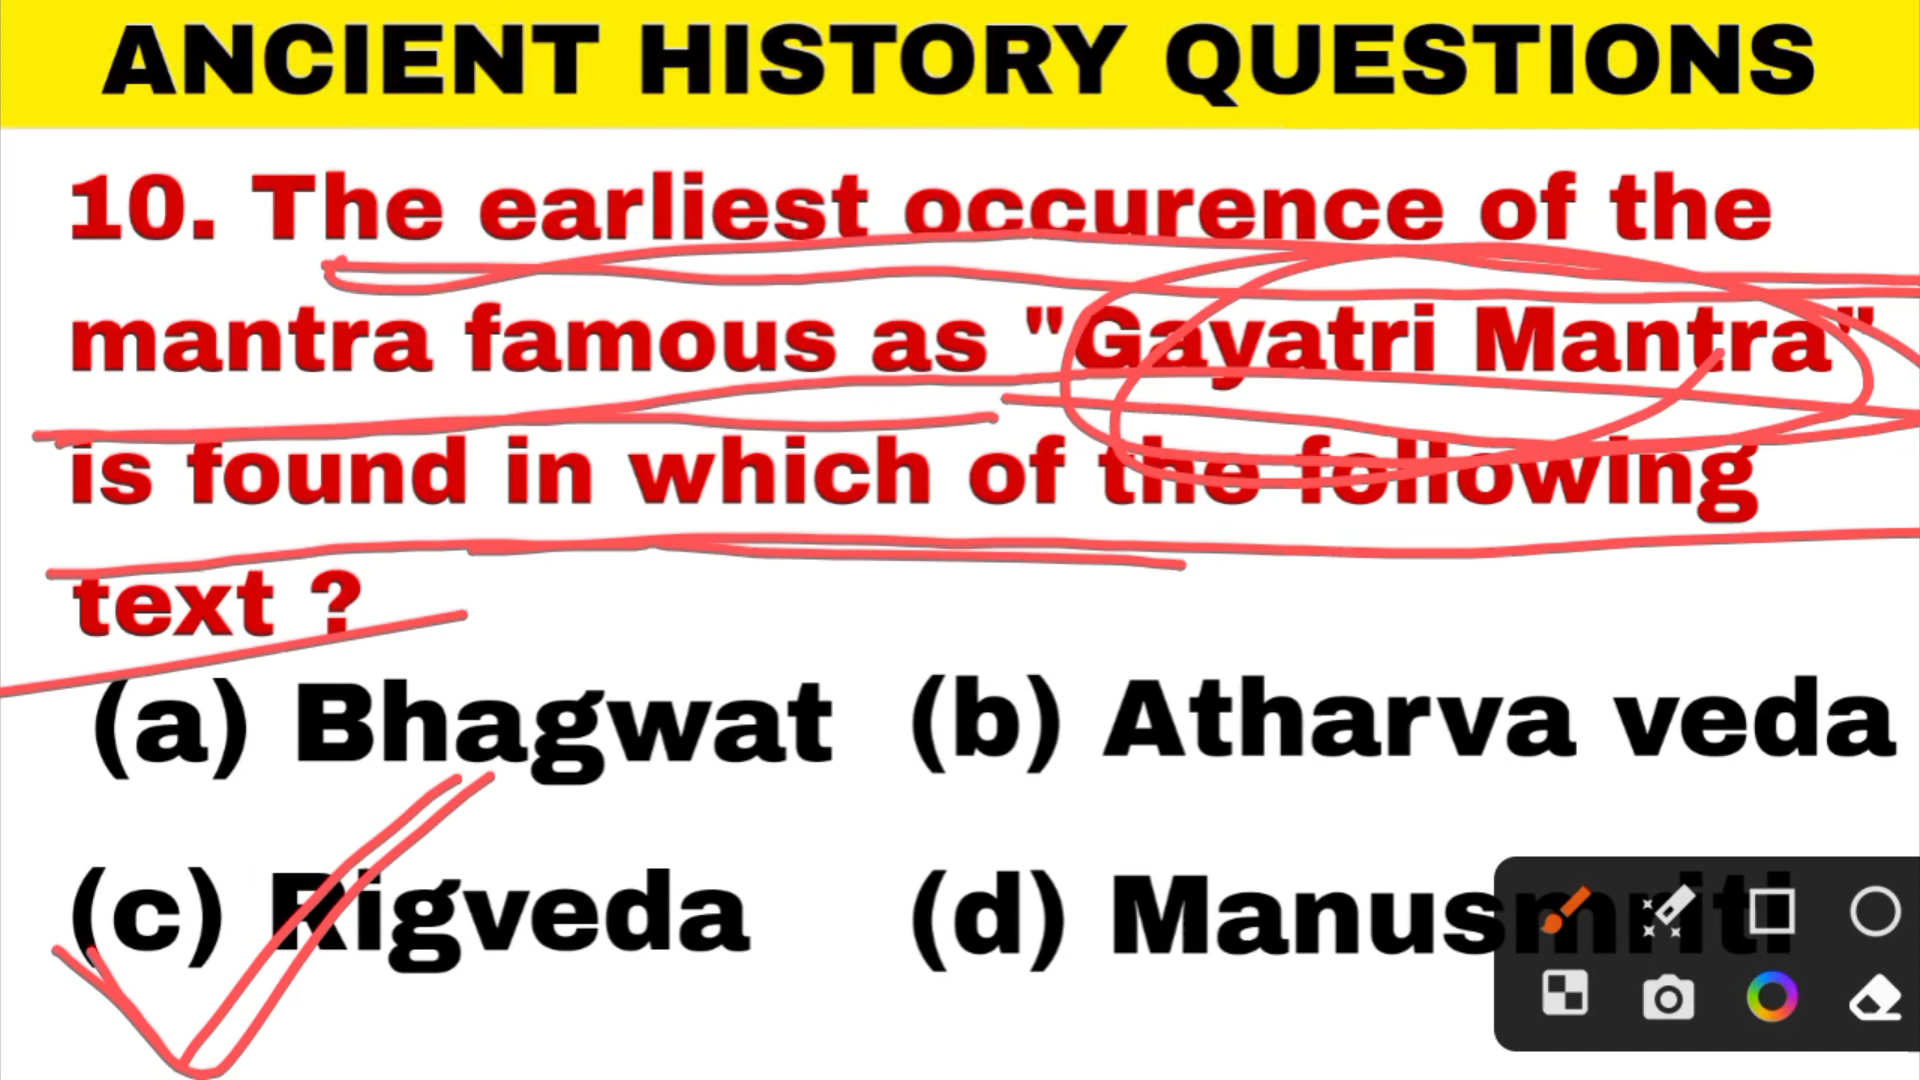 ANCIENT HISTORY QUESTIONS
10. The earliest occurence of the
mantra famous as "Gayatri Mantra"
is found in which of the following
text ?
(a) Bhagwat (b) Atharva veda
(c) Rigveda (d) Manusmriti